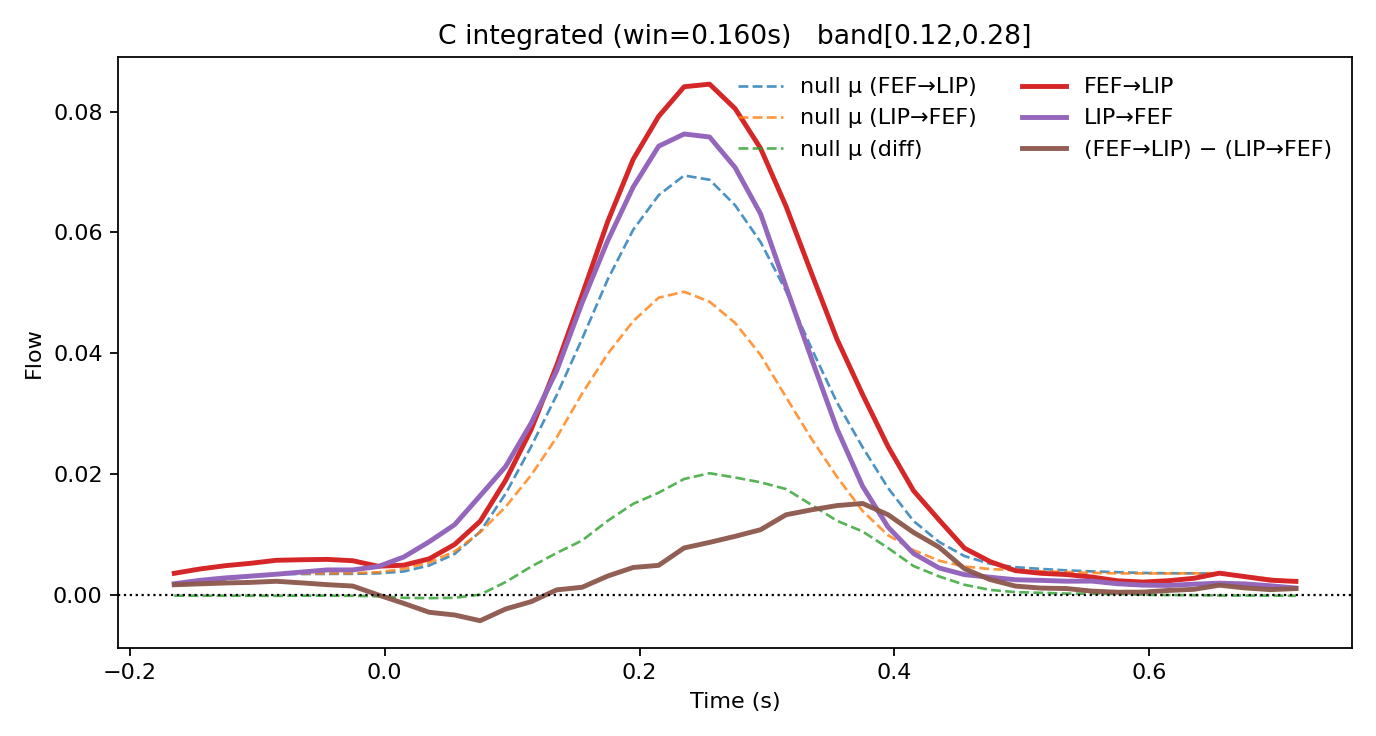 C integrated (win=0.160s)   band[0.12,0.28]
null μ (FEF→LIP)
null μ (LIP→FEF)
null μ (diff)
FEF→LIP
LIP→FEF
(FEF→LIP) − (LIP→FEF)
Flow
0.08
0.06
0.04
0.02
0.00
−0.2
0.0
0.2
0.4
0.6
Time (s)